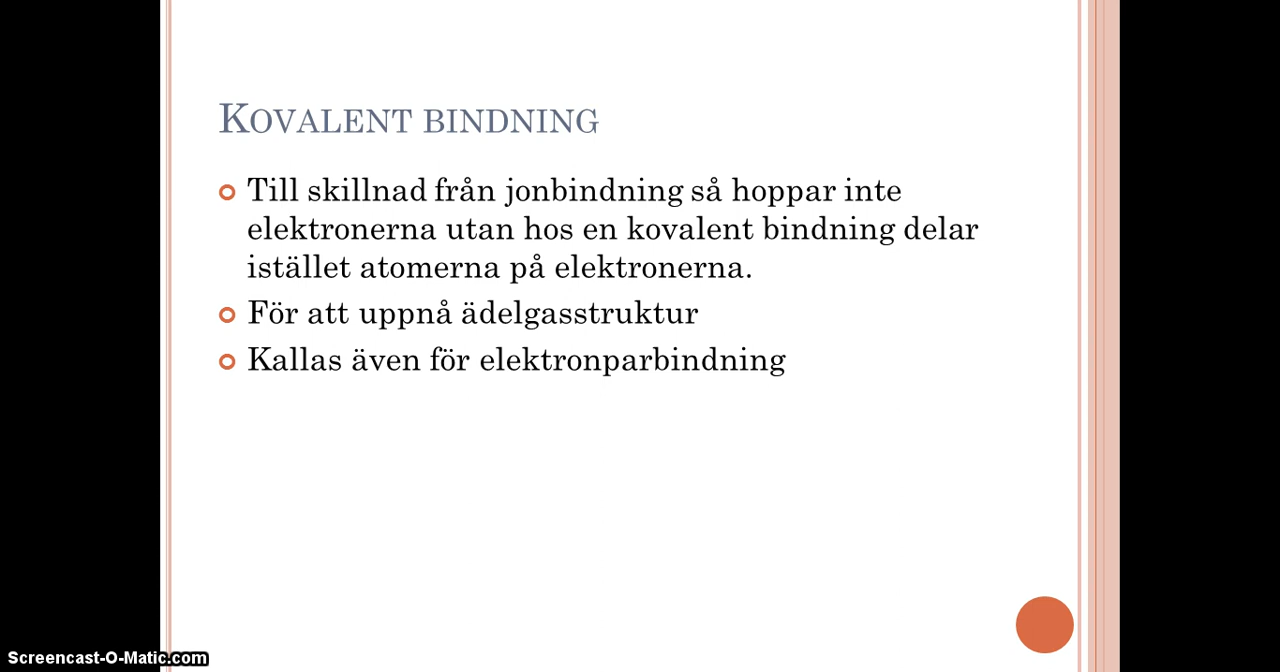 Kovalent bindning
Till skillnad från jonbindning så hoppar inte
elektronerna utan hos en kovalent bindning delar
istället atomerna på elektronerna.
För att uppnå ädelgasstruktur
Kallas även för elektronparbindning
Screencast-O-Matic.com